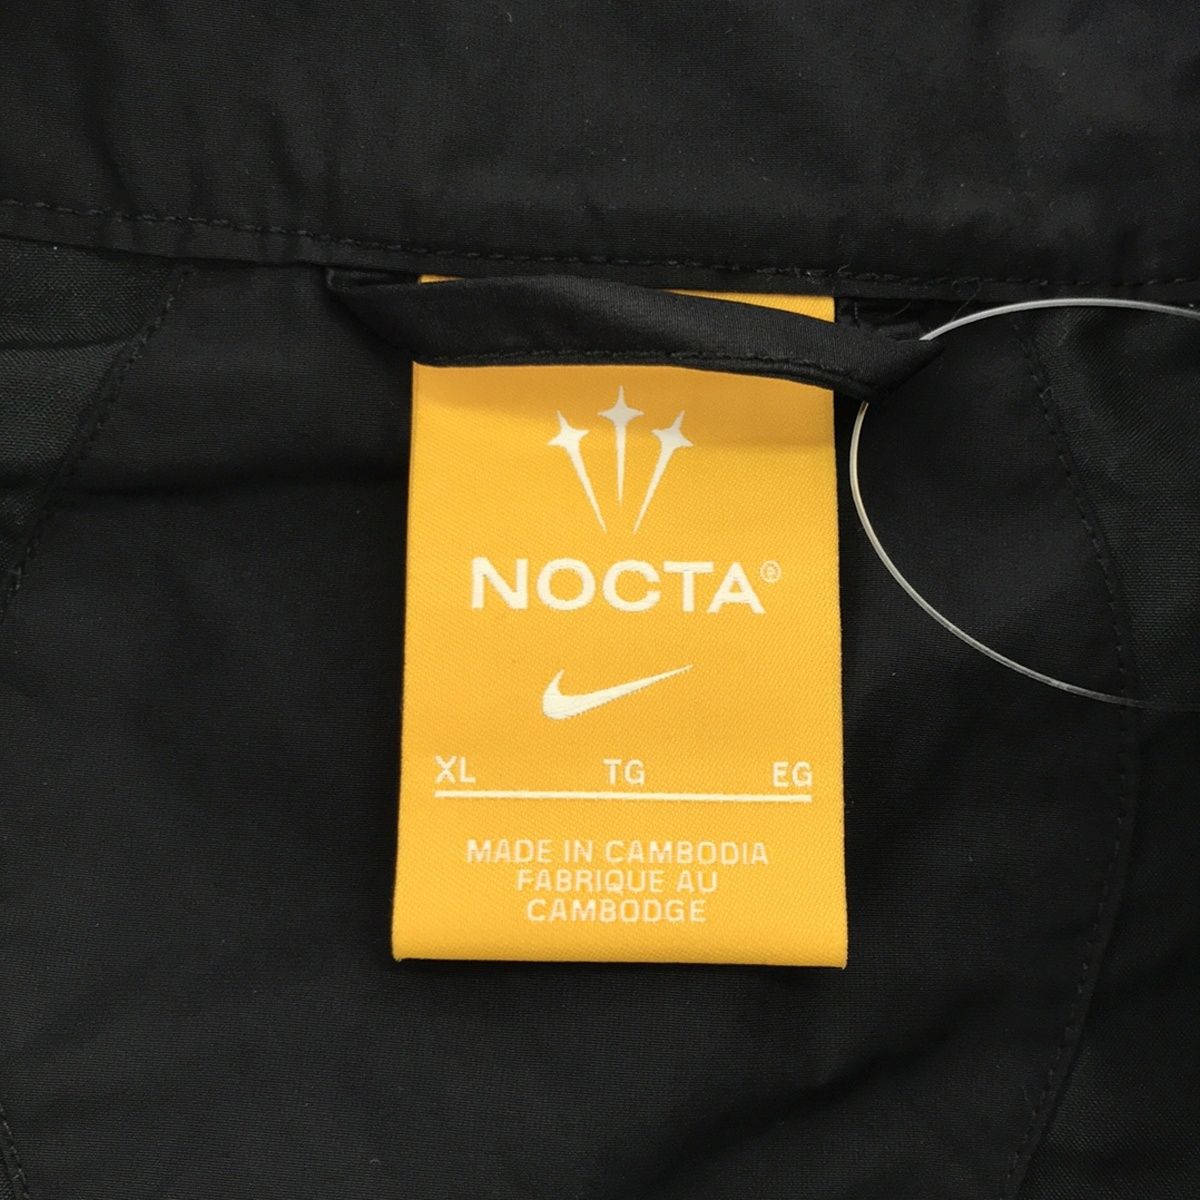 NOCTA®
XL TG EG
MADE IN CAMBODIA
FABRIQUE AU
CAMBODGE